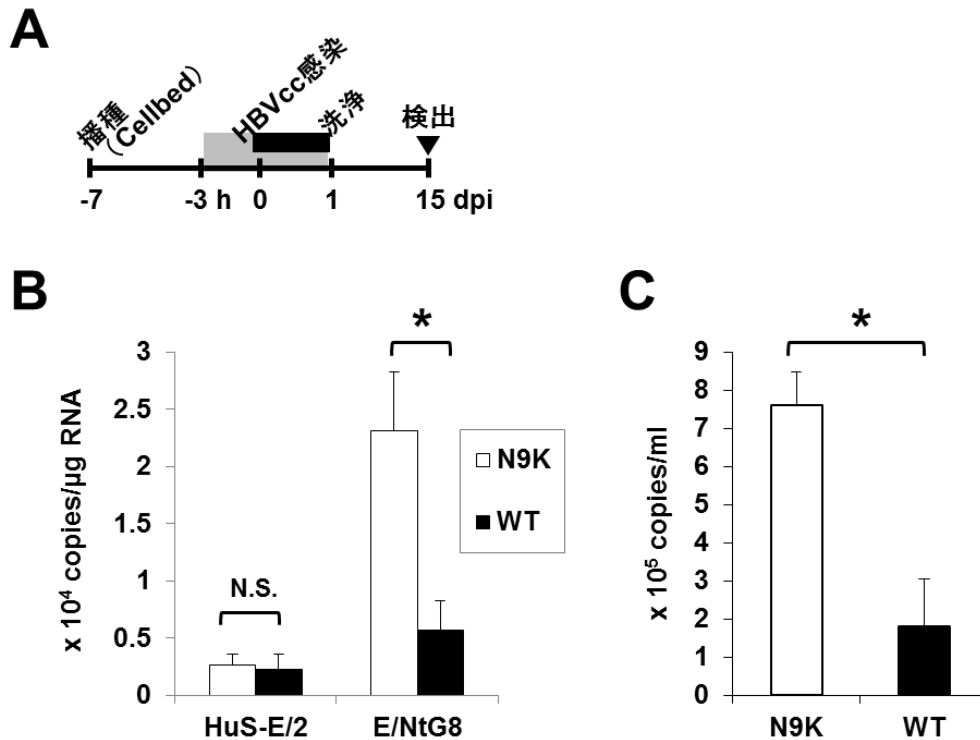 A
播種
（Cellbed）
HBVcc感染
洗浄
検出
-7
-3 h
0
1
15 dpi
B
x 10⁴ copies/µg RNA
3
2.5
2
1.5
1
0.5
0
N.S.
*
N9K
WT
HuS-E/2
E/NtG8
C
x 10⁵ copies/ml
9
8
7
6
5
4
3
2
1
0
*
N9K
WT